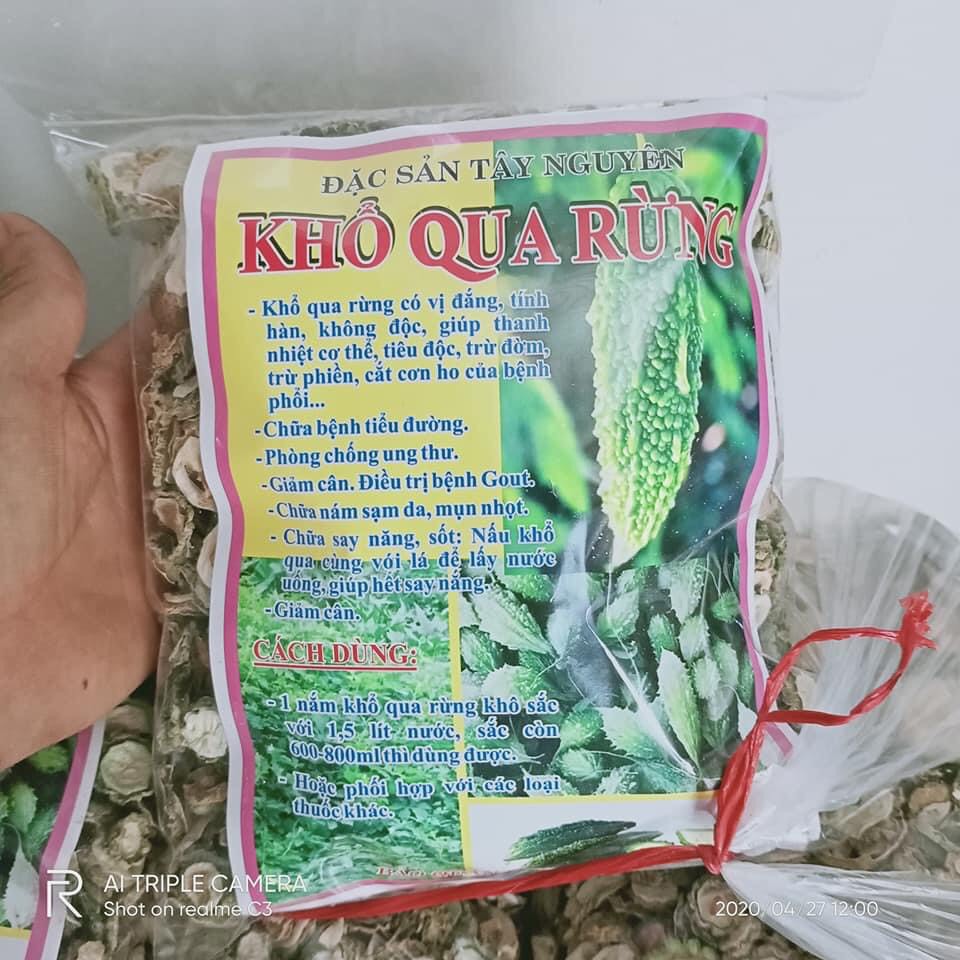 ĐẶC SẢN TÂY NGUYÊN
KHỔ QUA RỪNG
- Khổ qua rừng có vị đắng, tính
hàn, không độc, giúp thanh
nhiệt cơ thể, tiêu độc, trừ đờm,
trừ phiền, cắt cơn ho của bệnh
phổi...
-Chữa bệnh tiểu đường.
-Phòng chống ung thư.
-Giảm cân. Điều trị bệnh Gout.
-Chữa nám sạm da, mụn nhọt.
- Chữa say năng, sốt: Nấu khổ
qua cùng với lá để lấy nước
uống, giúp hết say nắng.
-Giảm cân.
CÁCH DÙNG:
- 1 nắm khổ qua rừng khô sắc
với 1,5 lít nước, sắc còn
600-800ml thì dùng được.
- Hoặc phối hợp với các loại
thuốc khác.
R
AI TRIPLE CAMERA
Shot on realme C3
2020/04/27 12:00